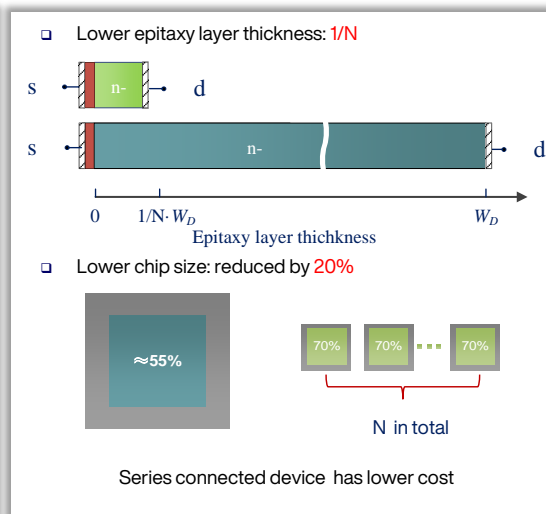 Lower epitaxy layer thickness: 1/N
s n- d
s n- d
0 1/N·W_D W_D
Epitaxy layer thichkness
Lower chip size: reduced by 20%
≈55% 70% 70% 70%
N in total
Series connected device has lower cost